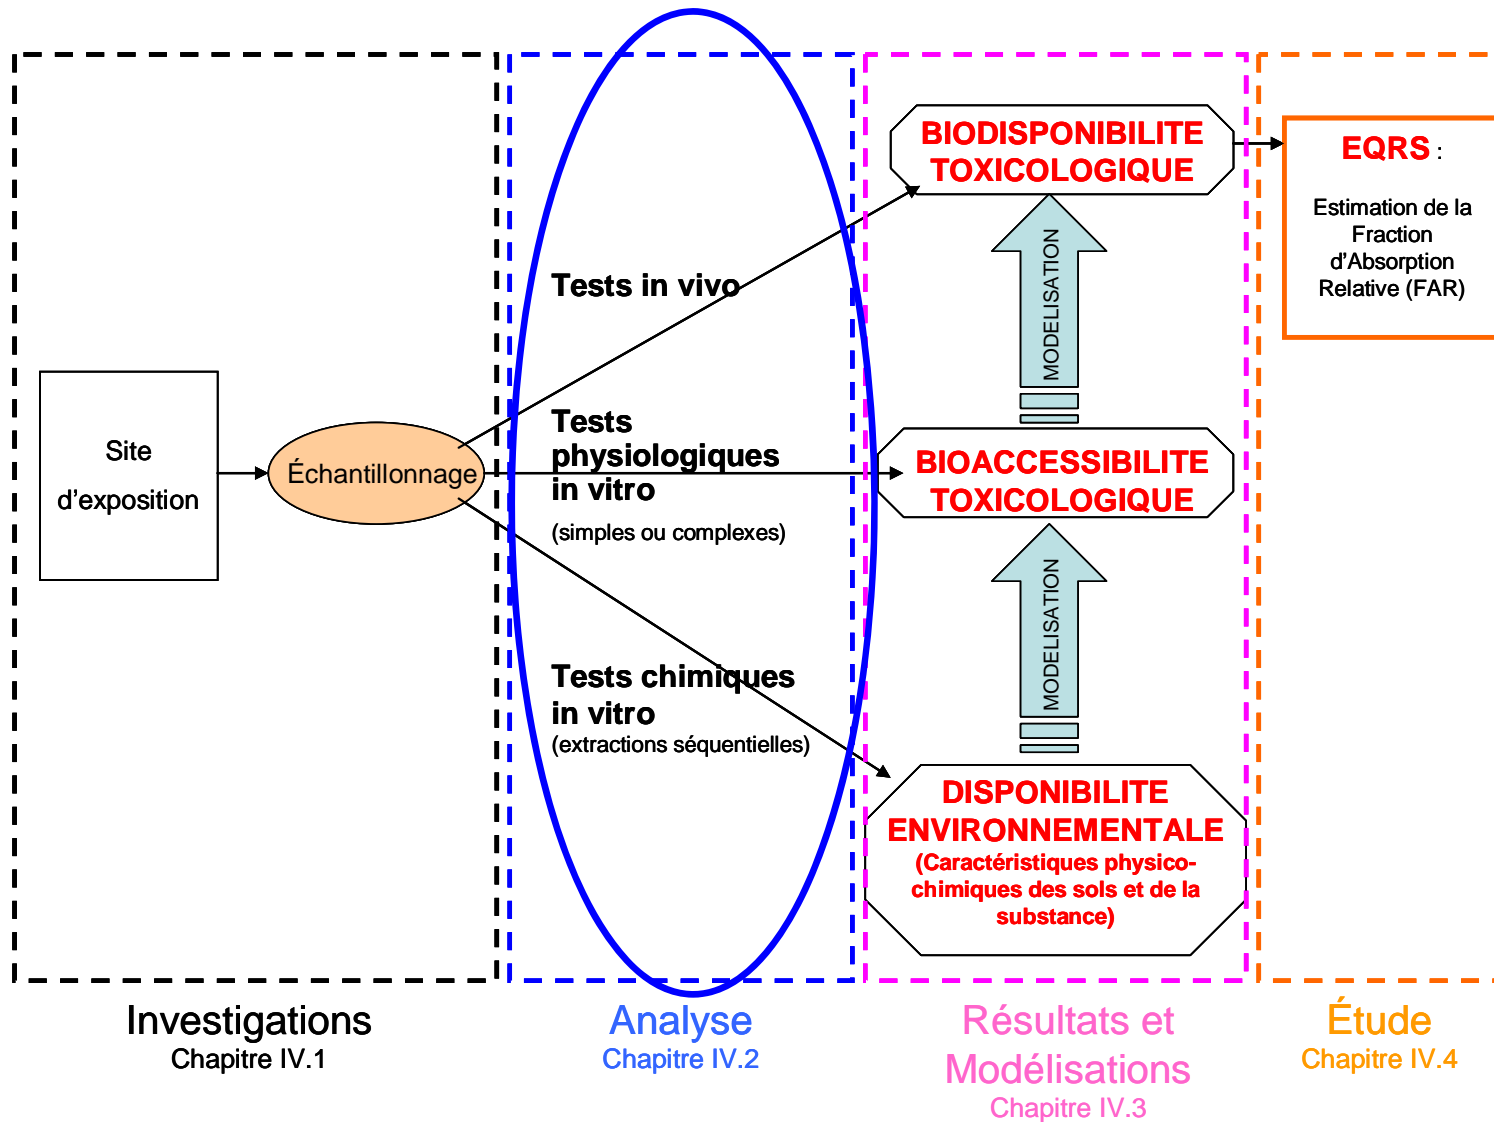 Site
d'exposition
Échantillonnage
Tests in vivo
Tests
physiologiques
in vitro
(simples ou complexes)
Tests chimiques
in vitro
(extractions séquentielles)
BIODISPONIBILITE
TOXICOLOGIQUE
MODELISATION
BIOACCESSIBILITE
TOXICOLOGIQUE
MODELISATION
DISPONIBILITE
ENVIRONNEMENTALE
(Caractéristiques physico-
chimiques des sols et de la
substance)
EQRS :
Estimation de la
Fraction
d'Absorption
Relative (FAR)
Investigations
Chapitre IV.1
Analyse
Chapitre IV.2
Résultats et
Modélisations
Chapitre IV.3
Étude
Chapitre IV.4